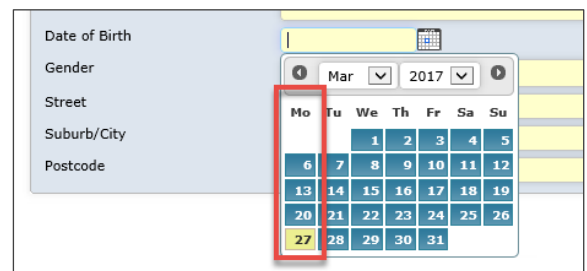 Date of Birth
Gender
Mar 2017
Street
Mo Tu We Th Fr Sa Su
Suburb/City
1 2 3 4 5
Postcode
6 7 8 9 10 11 12
13 14 15 16 17 18 19
20 21 22 23 24 25 26
27 28 29 30 31